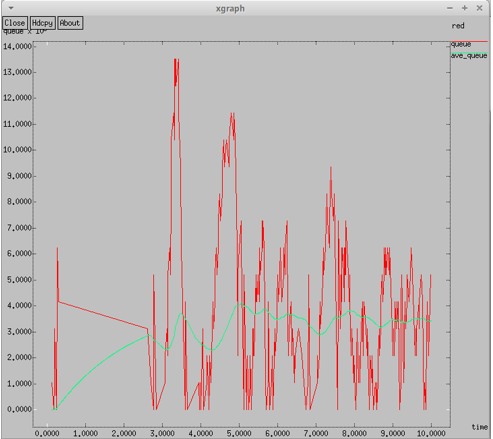 xgraph
Close Hdcpy About
red
queue x 10³
queue
ave_queue
14,0000
13,0000
12,0000
11,0000
10,0000
9,0000
8,0000
7,0000
6,0000
5,0000
4,0000
3,0000
2,0000
1,0000
0,0000
time
0,0000 1,0000 2,0000 3,0000 4,0000 5,0000 6,0000 7,0000 8,0000 9,0000 10,0000